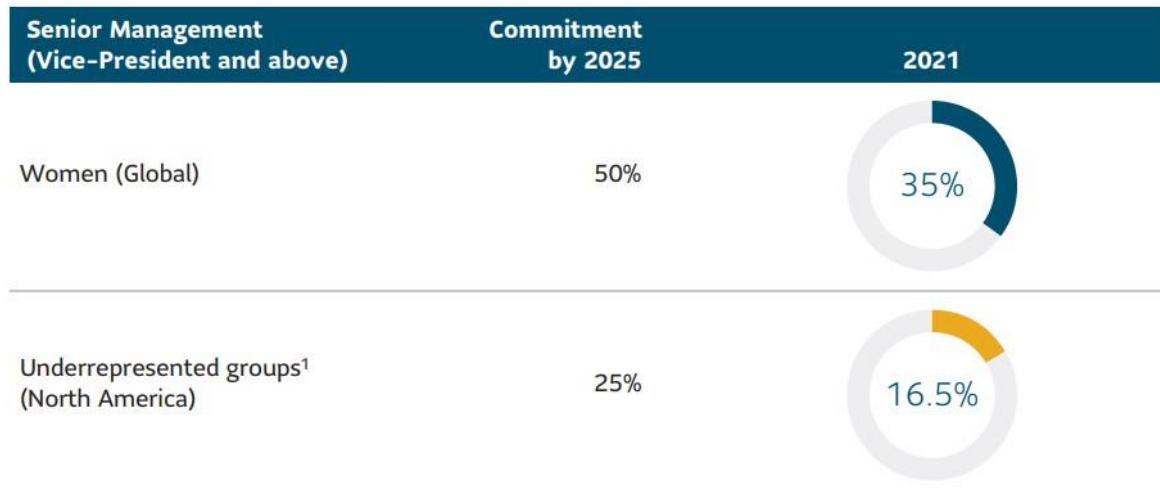 Senior Management
(Vice-President and above)
Commitment
by 2025
2021
Women (Global)
50%
35%
Underrepresented groups¹
(North America)
25%
16.5%